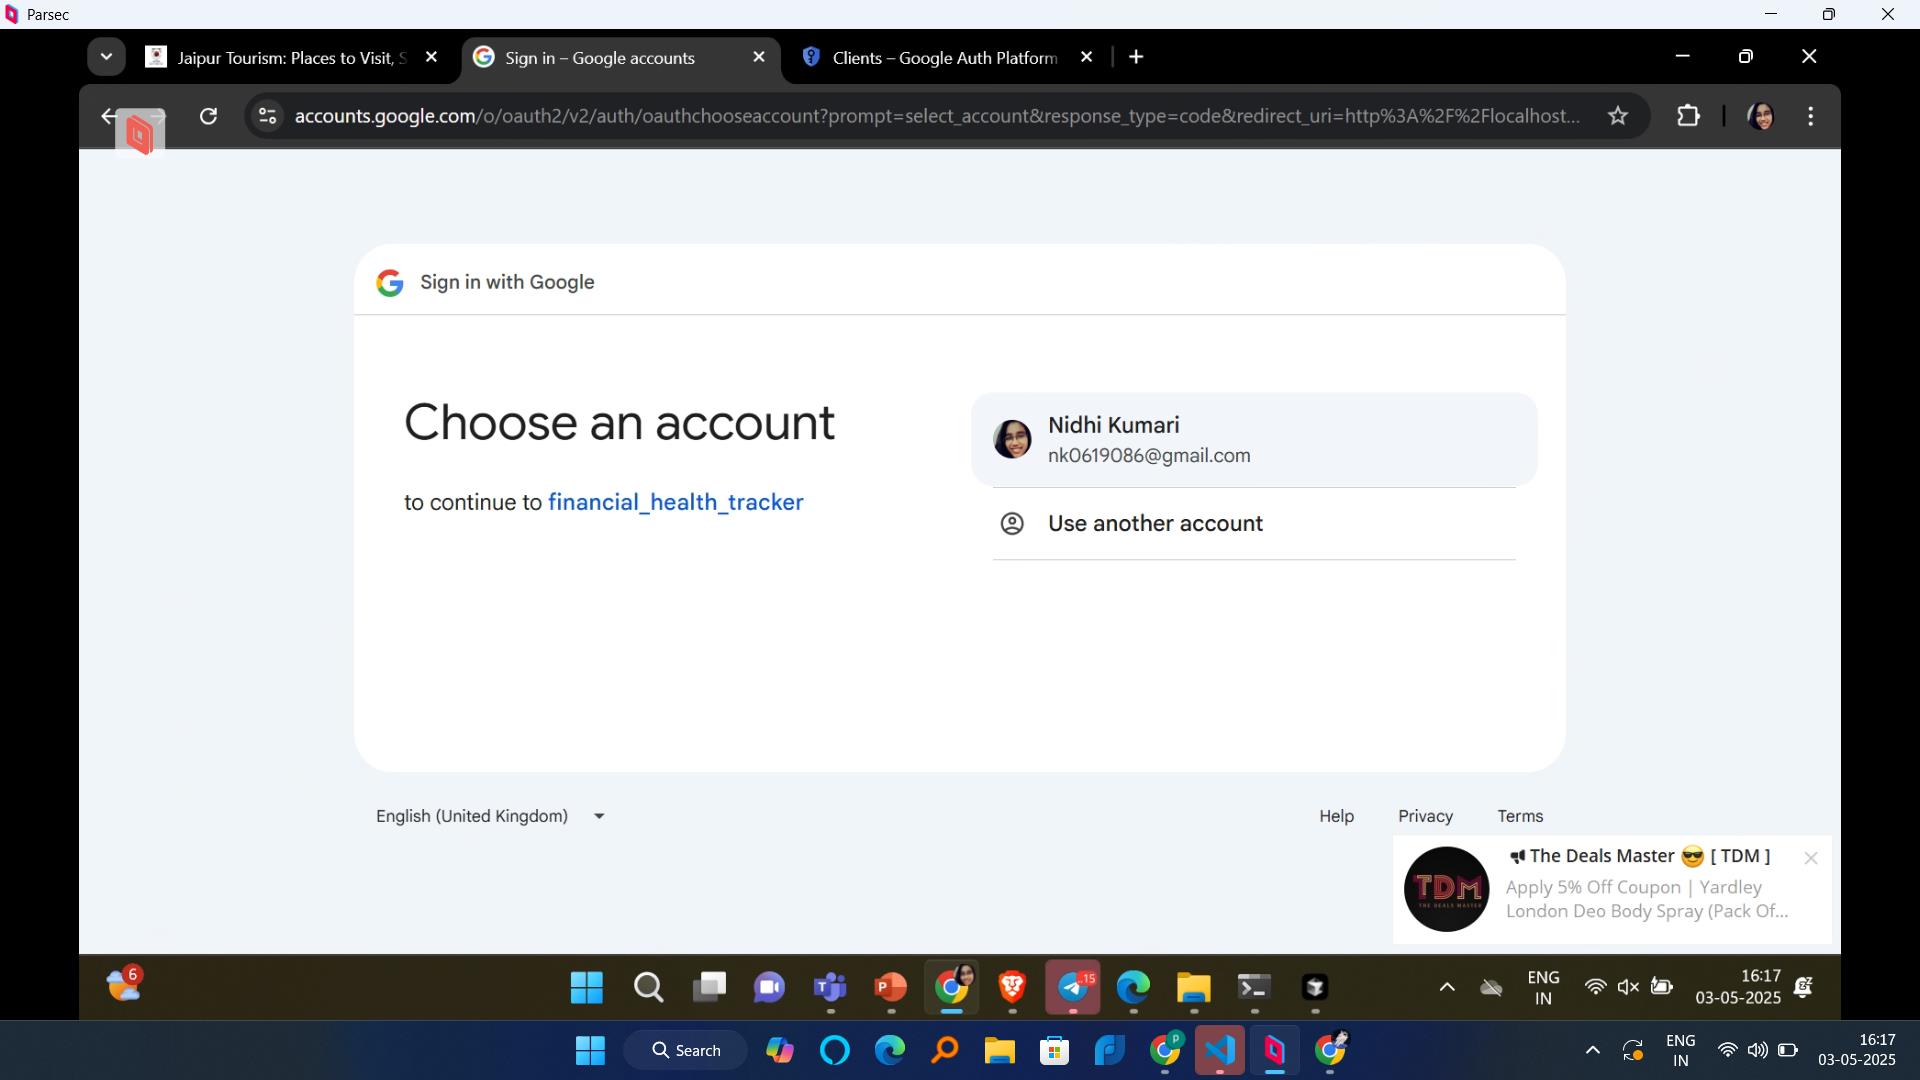 Parsec
Jaipur Tourism: Places to Visit, S
Sign in – Google accounts
Clients – Google Auth Platform
accounts.google.com/o/oauth2/v2/auth/oauthchooseaccount?prompt=select_account&response_type=code&redirect_uri=http%3A%2F%2Flocalhost...
Sign in with Google
Choose an account
to continue to financial_health_tracker
Nidhi Kumari
nk0619086@gmail.com
Use another account
English (United Kingdom)
Help
Privacy
Terms
The Deals Master 😎 [ TDM ]
Apply 5% Off Coupon | Yardley
London Deo Body Spray (Pack Of...
TDM
THE DEALS MASTER
6
15
ENG
IN
16:17
03-05-2025
Search
P
ENG
IN
16:17
03-05-2025